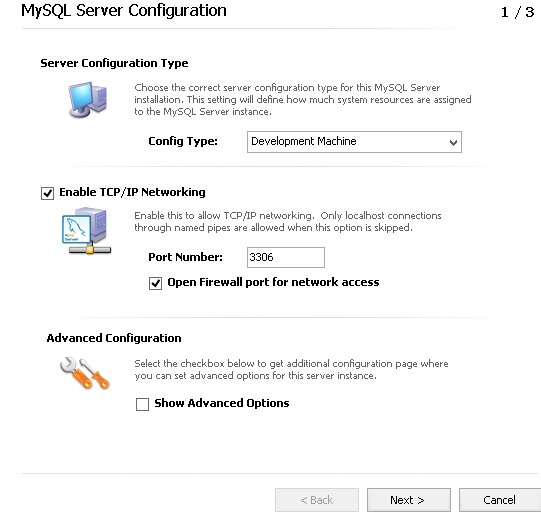 MySQL Server Configuration
1 / 3
Server Configuration Type
Choose the correct server configuration type for this MySQL Server
installation. This setting will define how much system resources are assigned
to the MySQL Server instance.
Config Type:
Development Machine
Enable TCP/IP Networking
Enable this to allow TCP/IP networking. Only localhost connections
through named pipes are allowed when this option is skipped.
Port Number:
3306
Open Firewall port for network access
Advanced Configuration
Select the checkbox below to get additional configuration page where
you can set advanced options for this server instance.
Show Advanced Options
< Back
Next >
Cancel